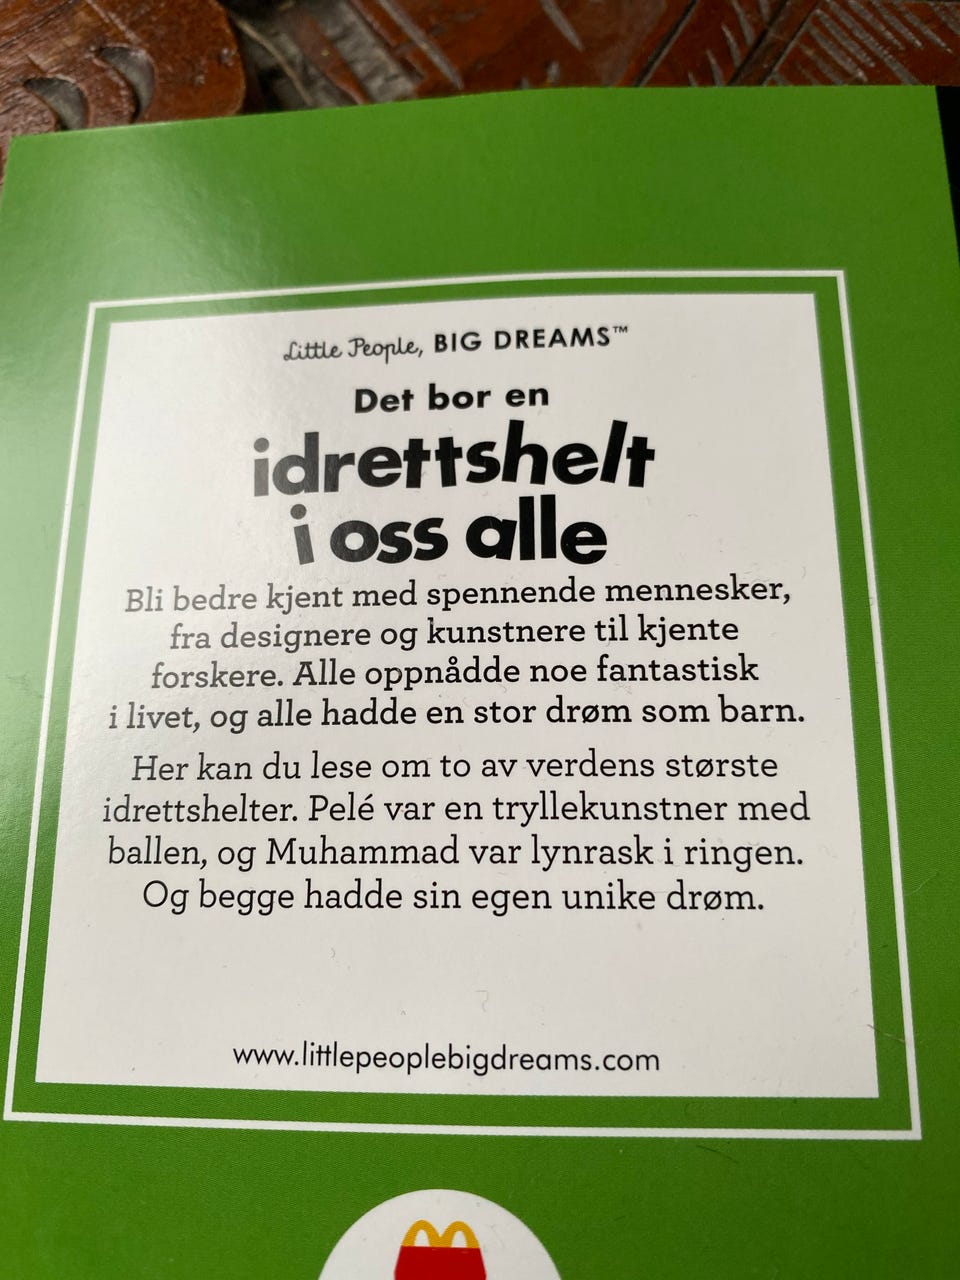 Little People, BIG DREAMS™
Det bor en
idrettshelt
i oss alle
Bli bedre kjent med spennende mennesker,
fra designere og kunstnere til kjente
forskere. Alle oppnådde noe fantastisk
i livet, og alle hadde en stor drøm som barn.
Her kan du lese om to av verdens største
idrettshelter. Pelé var en tryllekunstner med
ballen, og Muhammad var lynrask i ringen.
Og begge hadde sin egen unike drøm.
www.littlepeoplebigdreams.com